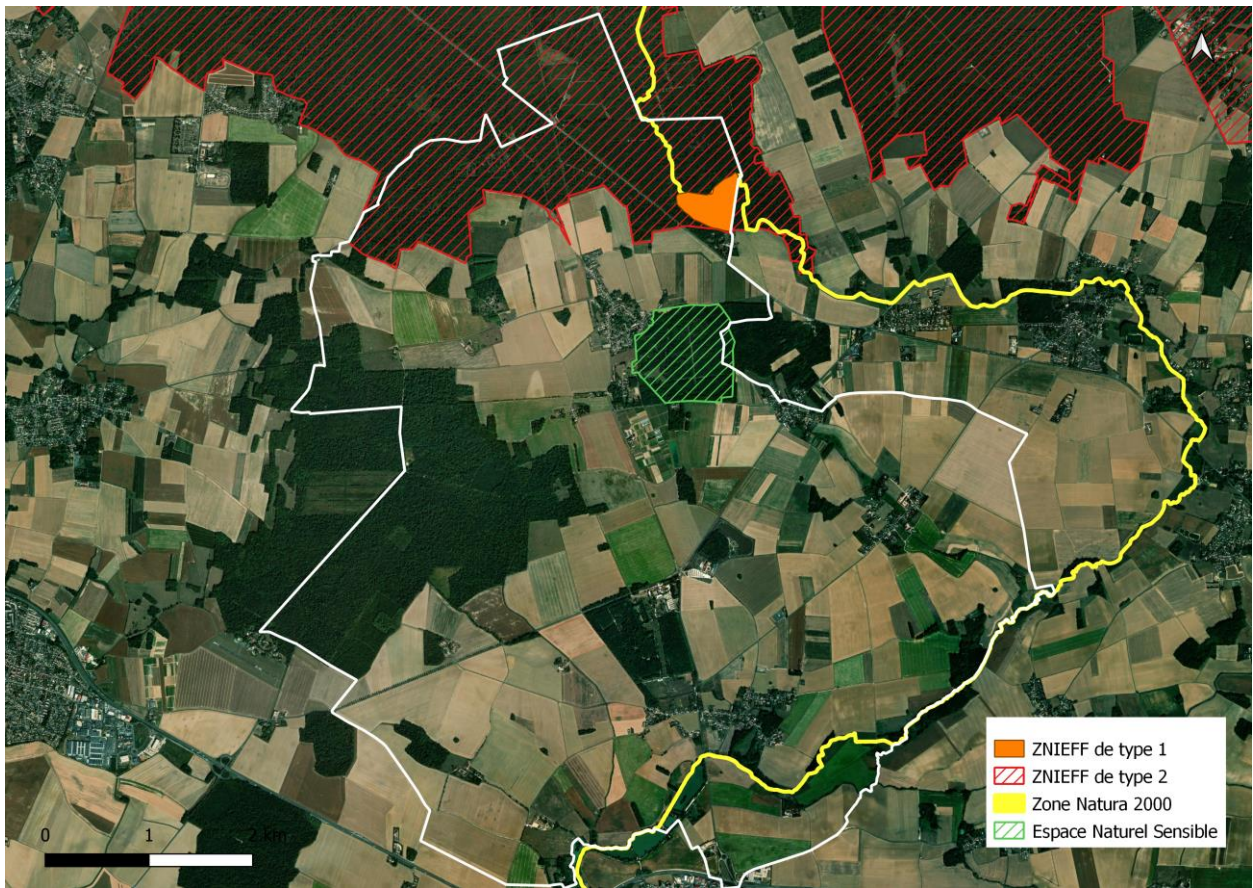 ZNIEFF de type 1
ZNIEFF de type 2
Zone Natura 2000
Espace Naturel Sensible
0 1 2 km